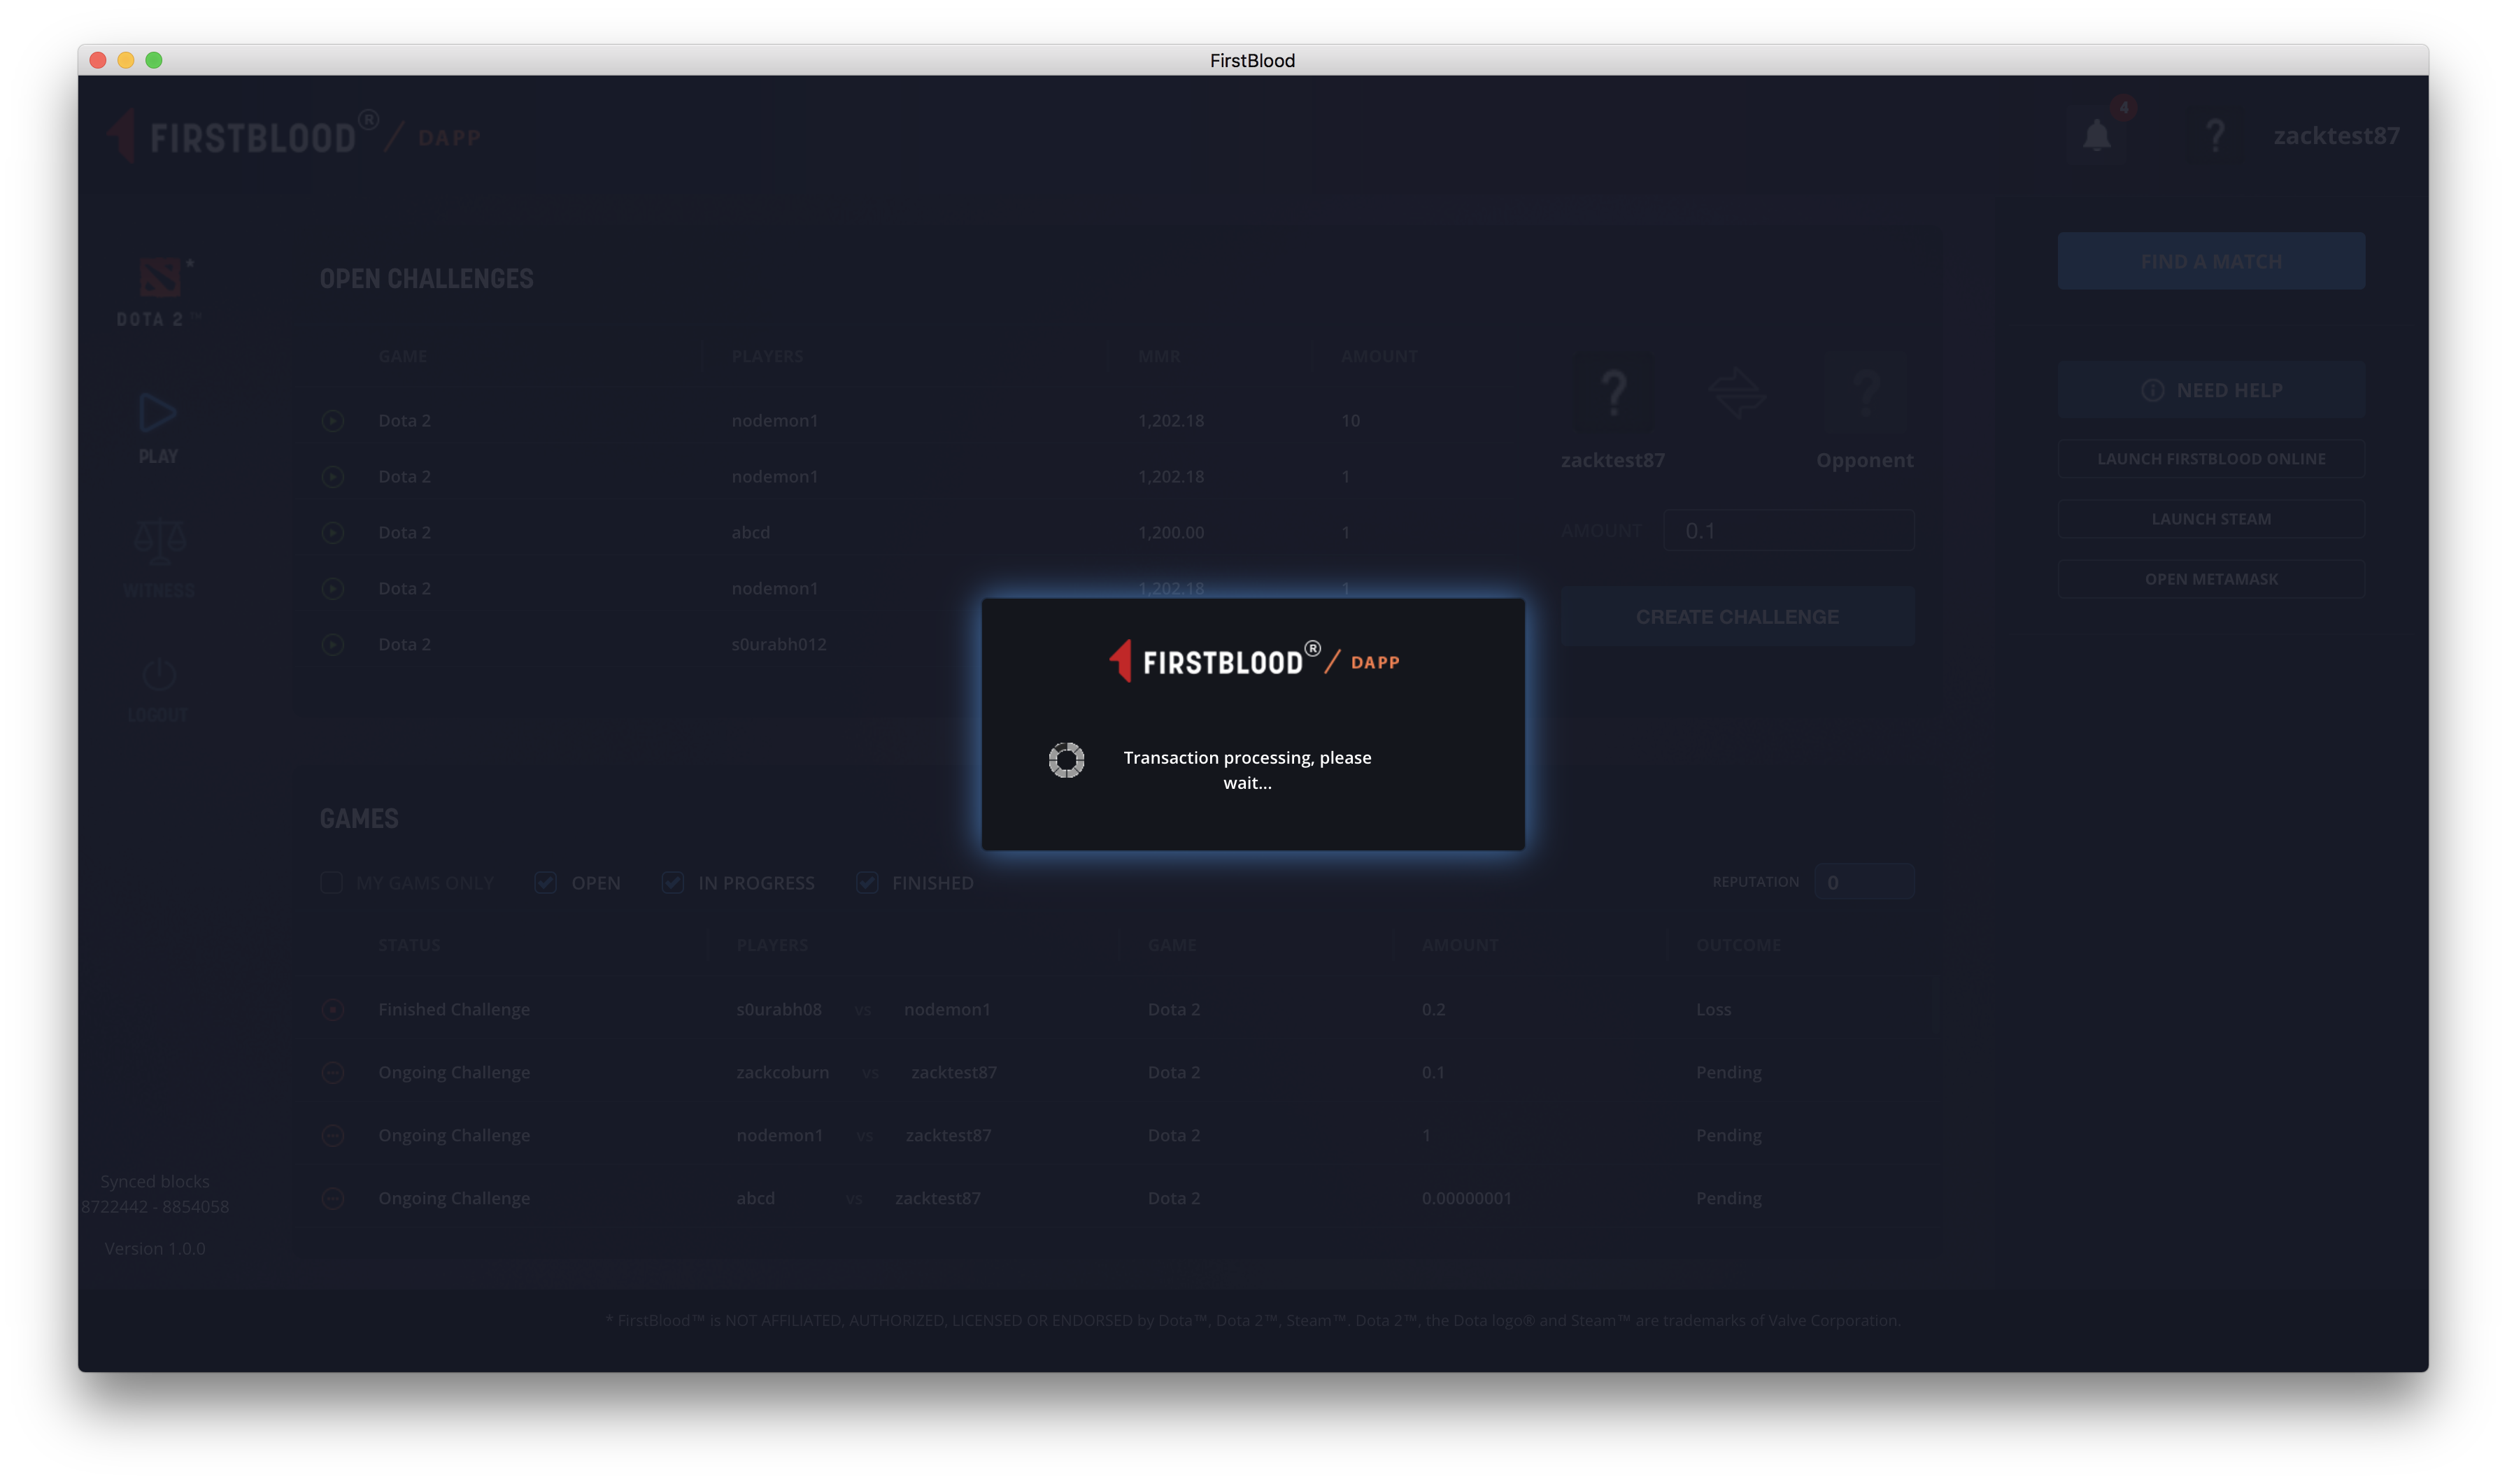 FirstBlood
FIRSTBLOOD® / DAPP
4
?
zacktest87
*
DOTA 2 ™
PLAY
WITNESS
LOGOUT
Synced blocks
8722442 - 8854058
Version 1.0.0
OPEN CHALLENGES
GAME PLAYERS MMR AMOUNT
Dota 2 nodemon1 1,202.18 10
Dota 2 nodemon1 1,202.18 1
Dota 2 abcd 1,200.00 1
Dota 2 nodemon1 1,202.18 1
Dota 2 s0urabh012
? ?
zacktest87 Opponent
AMOUNT 0.1
CREATE CHALLENGE
FIND A MATCH
NEED HELP
LAUNCH FIRSTBLOOD ONLINE
LAUNCH STEAM
OPEN METAMASK
FIRSTBLOOD® / DAPP
Transaction processing, please
wait...
GAMES
MY GAMS ONLY OPEN IN PROGRESS FINISHED REPUTATION 0
STATUS PLAYERS GAME AMOUNT OUTCOME
Finished Challenge s0urabh08 vs nodemon1 Dota 2 0.2 Loss
Ongoing Challenge zackcoburn vs zacktest87 Dota 2 0.1 Pending
Ongoing Challenge nodemon1 vs zacktest87 Dota 2 1 Pending
Ongoing Challenge abcd vs zacktest87 Dota 2 0.00000001 Pending
* FirstBlood™ is NOT AFFILIATED, AUTHORIZED, LICENSED OR ENDORSED by Dota™, Dota 2™, Steam™. Dota 2™, the Dota logo® and Steam™ are trademarks of Valve Corporation.